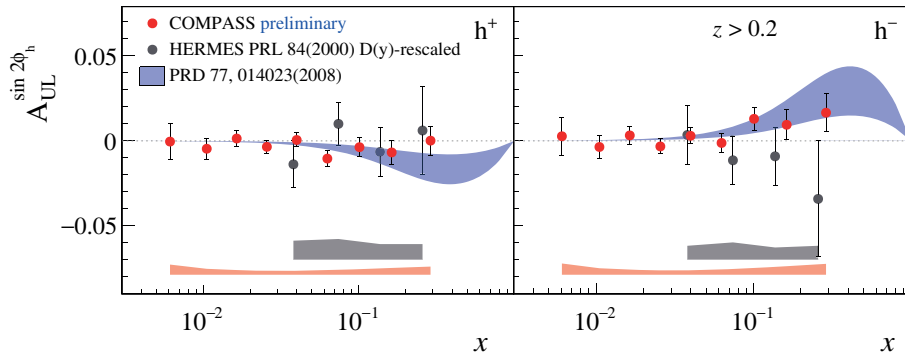 COMPASS preliminary
HERMES PRL 84(2000) D(y)-rescaled
PRD 77, 014023(2008)
h⁺
z > 0.2
h⁻
A_UL^{sin 2ϕ_h}
0.05
0
−0.05
10⁻²
10⁻¹
x
10⁻²
10⁻¹
x